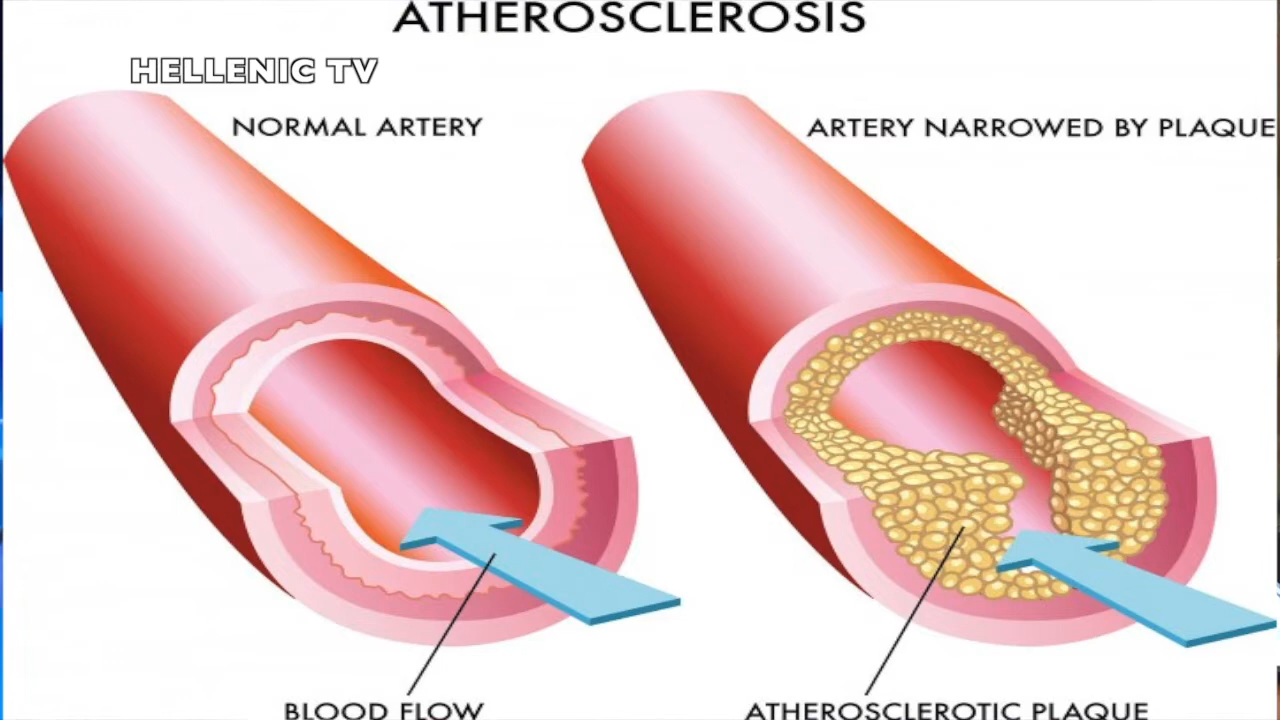 ATHEROSCLEROSIS
HELLENIC TV
NORMAL ARTERY
ARTERY NARROWED BY PLAQUE
BLOOD FLOW
ATHEROSCLEROTIC PLAQUE